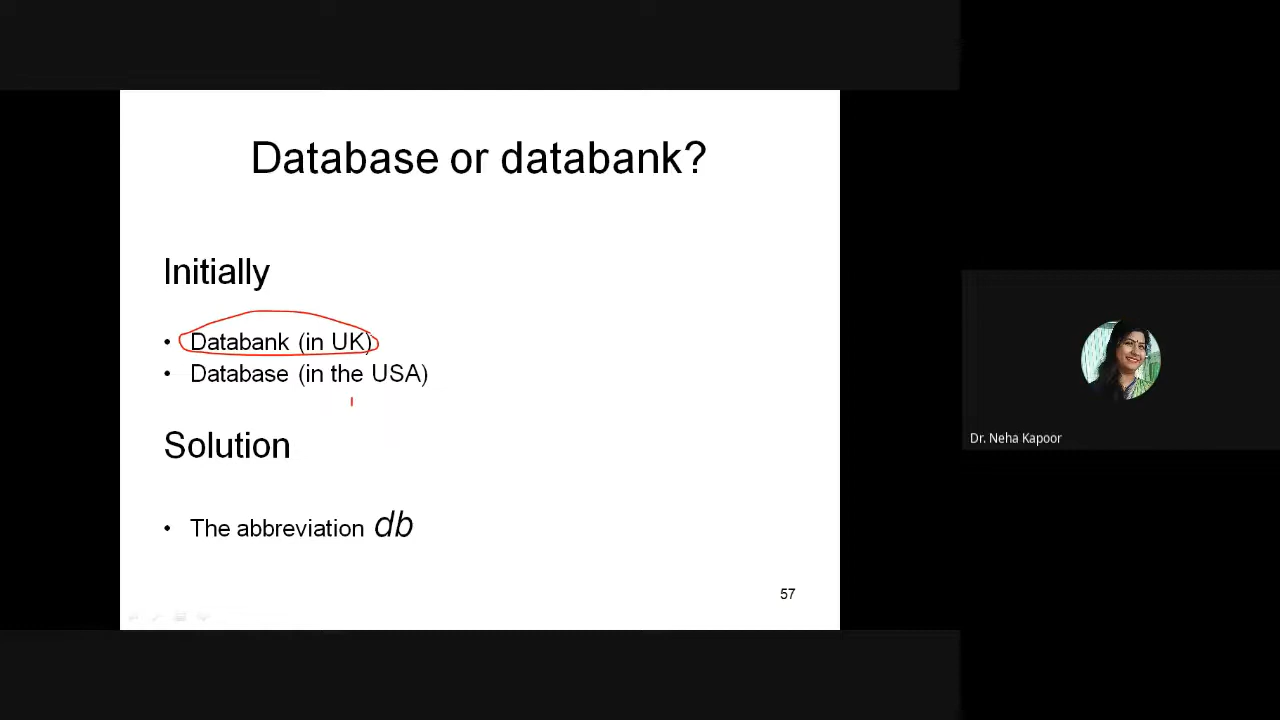 Database or databank?
Initially
• Databank (in UK)
• Database (in the USA)
Solution
• The abbreviation db
57
Dr. Neha Kapoor